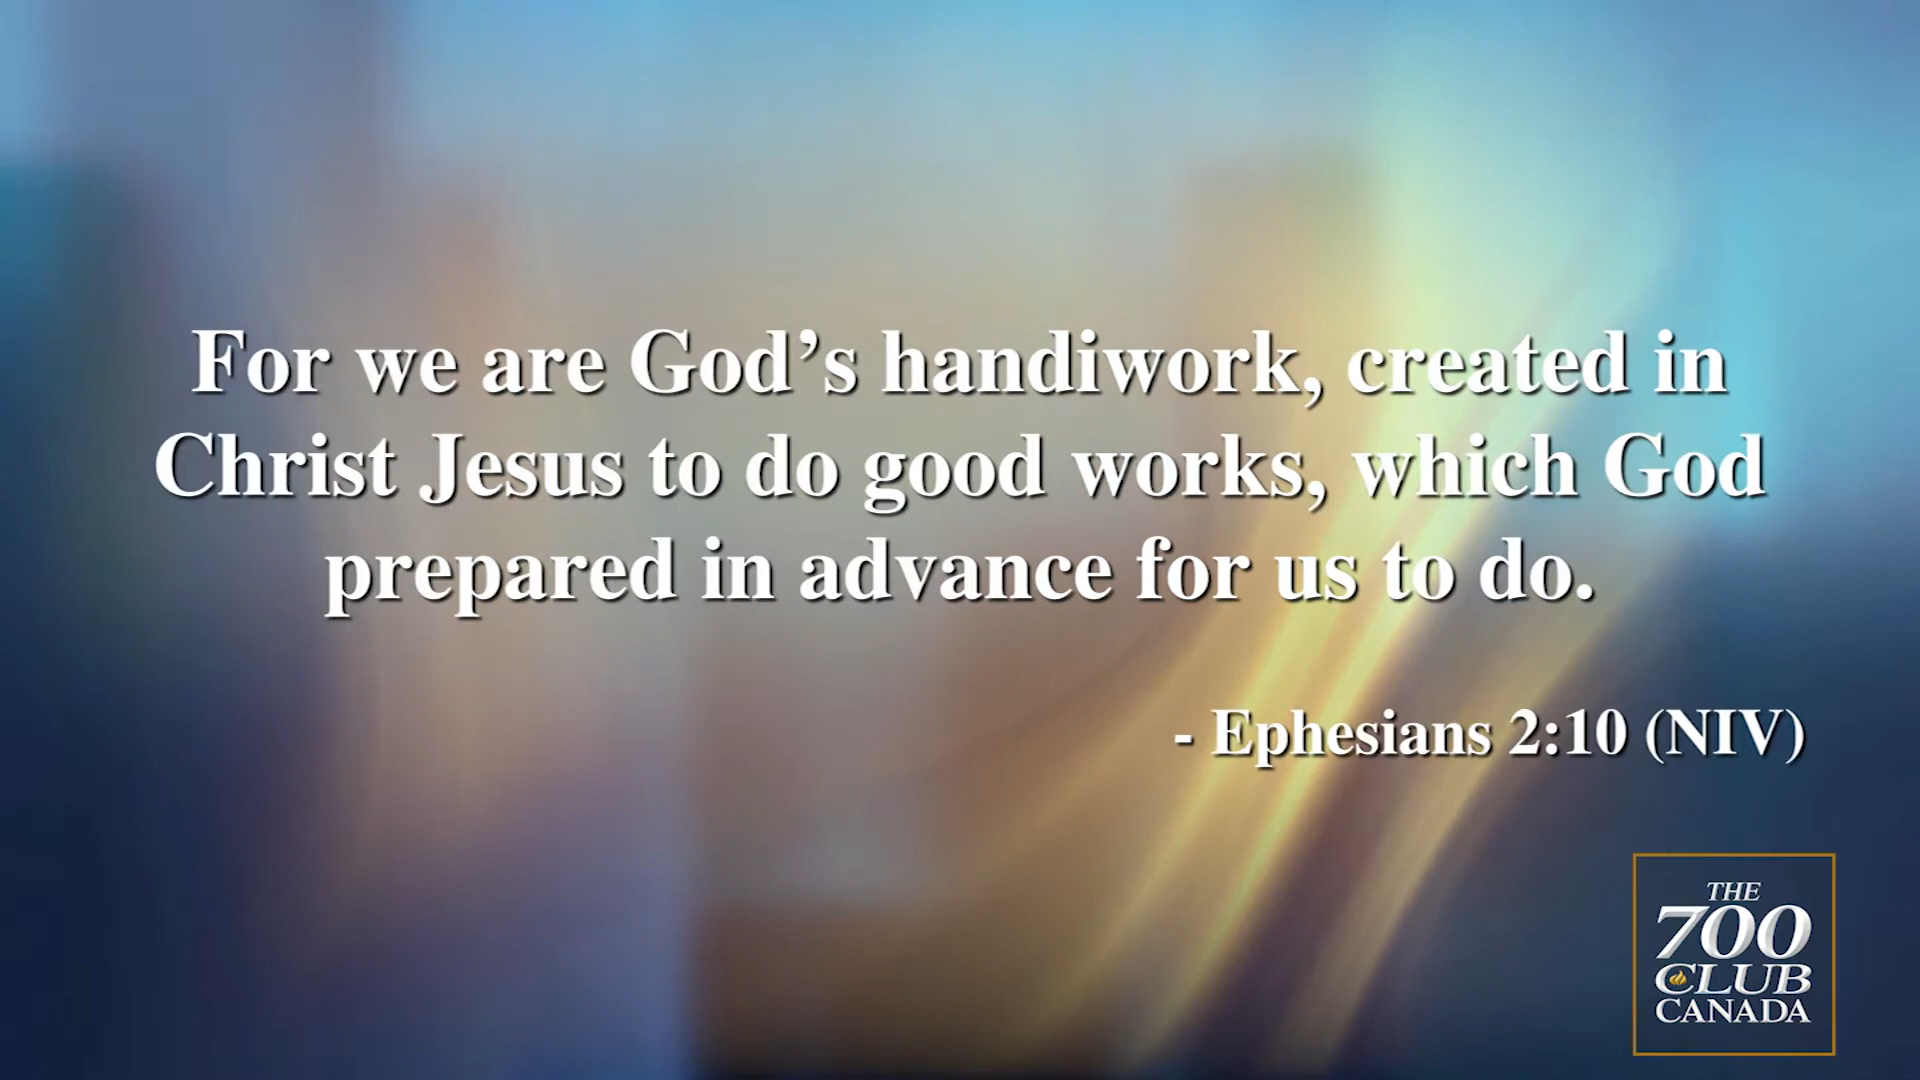 For we are God’s handiwork, created in
Christ Jesus to do good works, which God
prepared in advance for us to do.
- Ephesians 2:10 (NIV)
THE
700
CLUB
CANADA